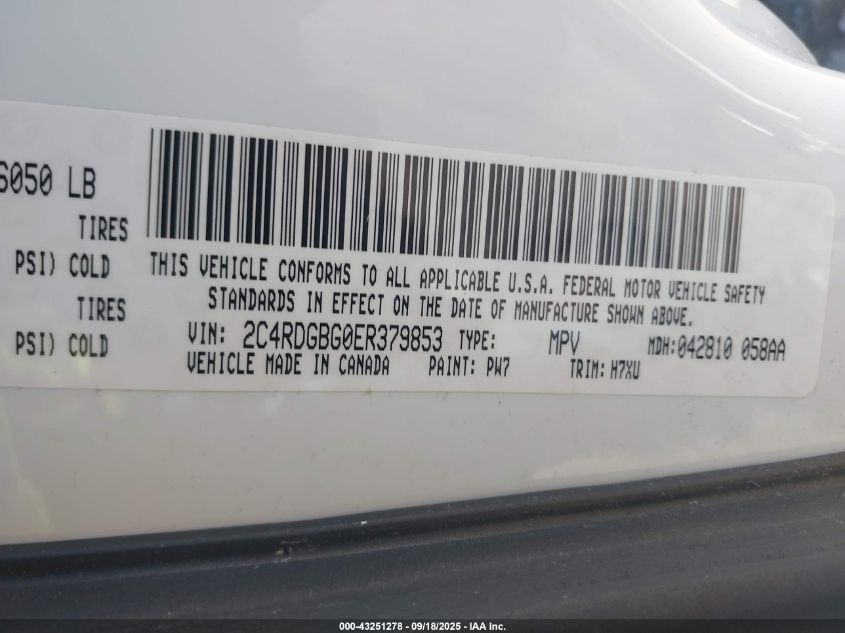 6050 LB
TIRES
PSI) COLD
TIRES
PSI) COLD
THIS VEHICLE CONFORMS TO ALL APPLICABLE U.S.A. FEDERAL MOTOR VEHICLE SAFETY
STANDARDS IN EFFECT ON THE DATE OF MANUFACTURE SHOWN ABOVE.
VIN: 2C4RDGBG0ER379853 TYPE: MPV MDH:042810 058AA
VEHICLE MADE IN CANADA PAINT: PW7 TRIM: H7XU
000-43251278 - 09/18/2025 - IAA Inc.